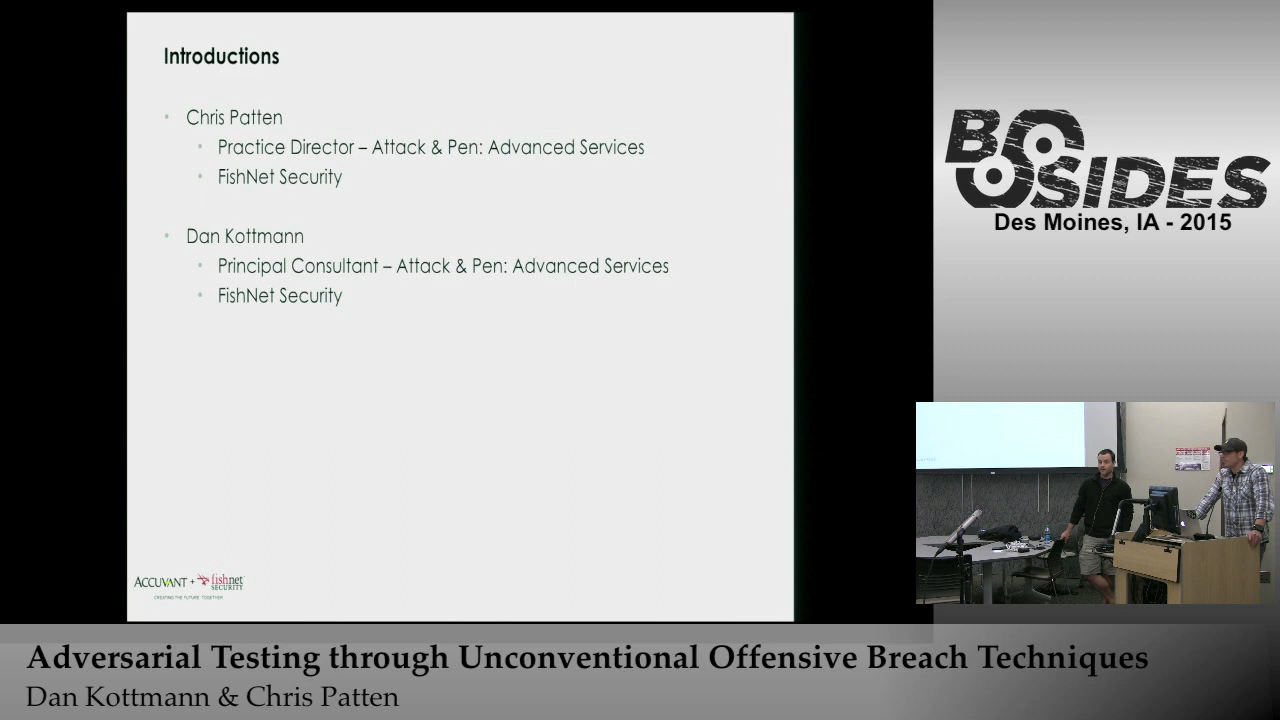 Introductions
• Chris Patten
• Practice Director – Attack & Pen: Advanced Services
• FishNet Security
• Dan Kottmann
• Principal Consultant – Attack & Pen: Advanced Services
• FishNet Security
ACCUVANT + fishnet SECURITY
CREATING THE FUTURE. TOGETHER
BSIDES
Des Moines, IA - 2015
Adversarial Testing through Unconventional Offensive Breach Techniques
Dan Kottmann & Chris Patten